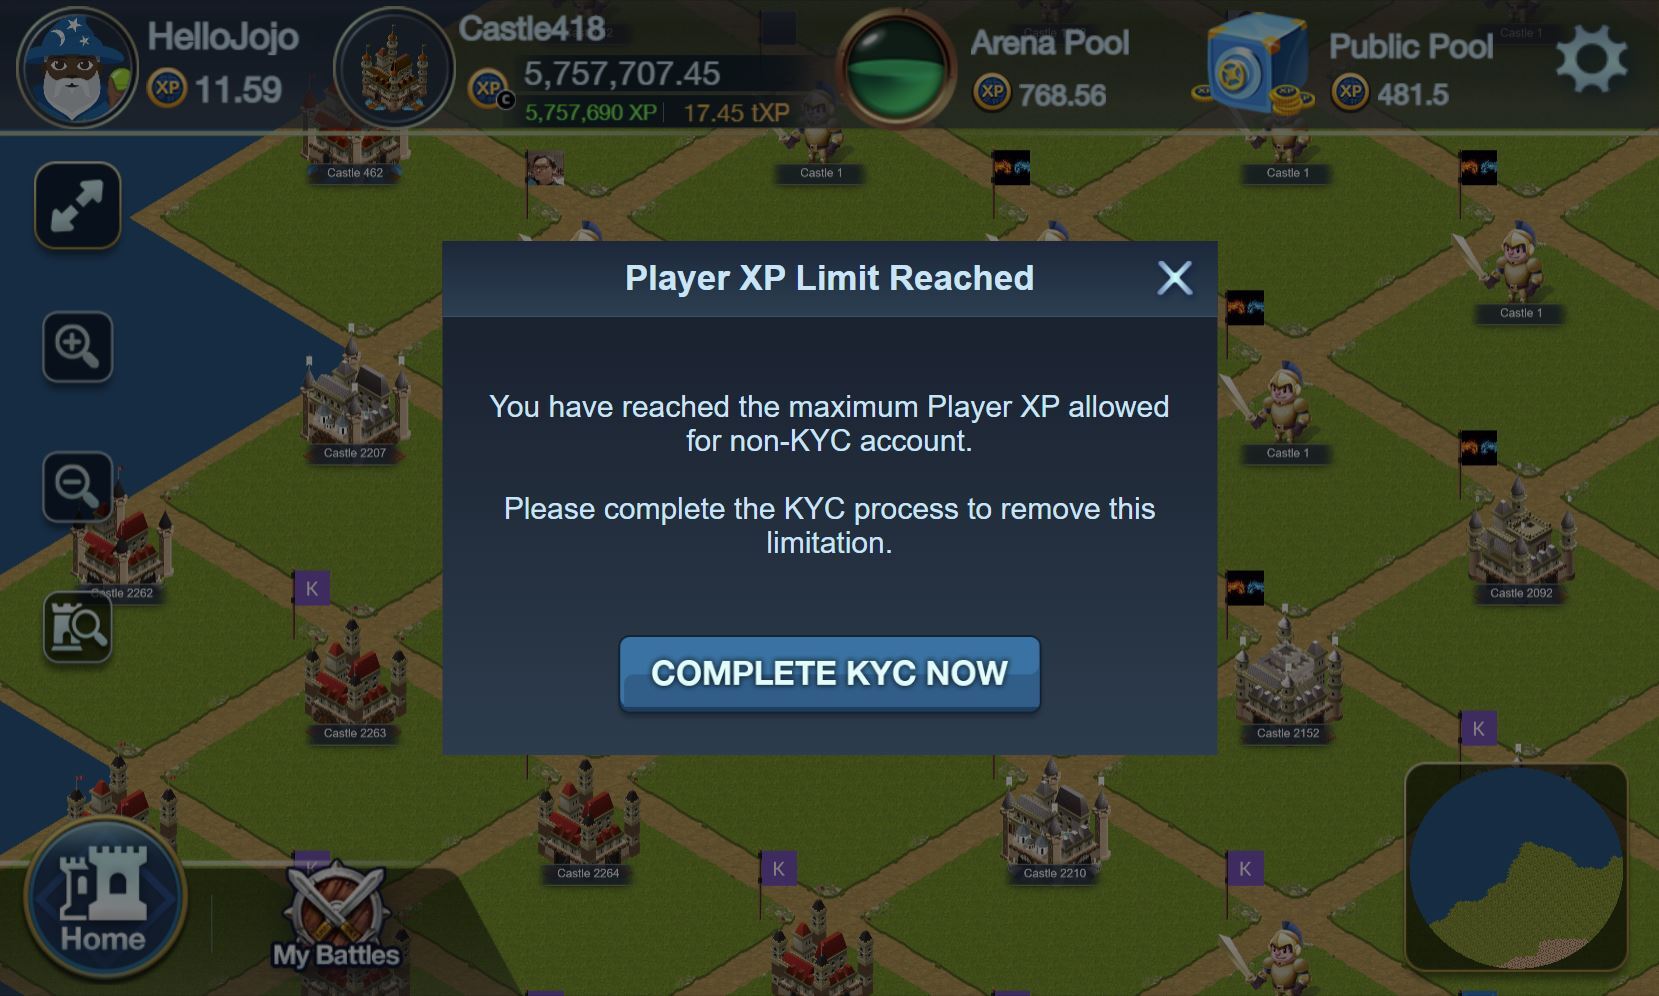 HelloJojo
XP 11.59
Castle418
XP 5,757,707.45
C
5,757,690 XP 17.45 tXP
Arena Pool
XP 768.56
Public Pool
XP 481.5
Castle 1
Castle 462
Castle 1
Castle 1
Castle 1
Player XP Limit Reached
You have reached the maximum Player XP allowed
for non-KYC account.
Please complete the KYC process to remove this
limitation.
COMPLETE KYC NOW
Castle 2207
Castle 1
Castle 2262
K
Castle 2092
Castle 2263
Castle 2152
K
Castle 2264
K
Castle 2210
K
K
Home
My Battles